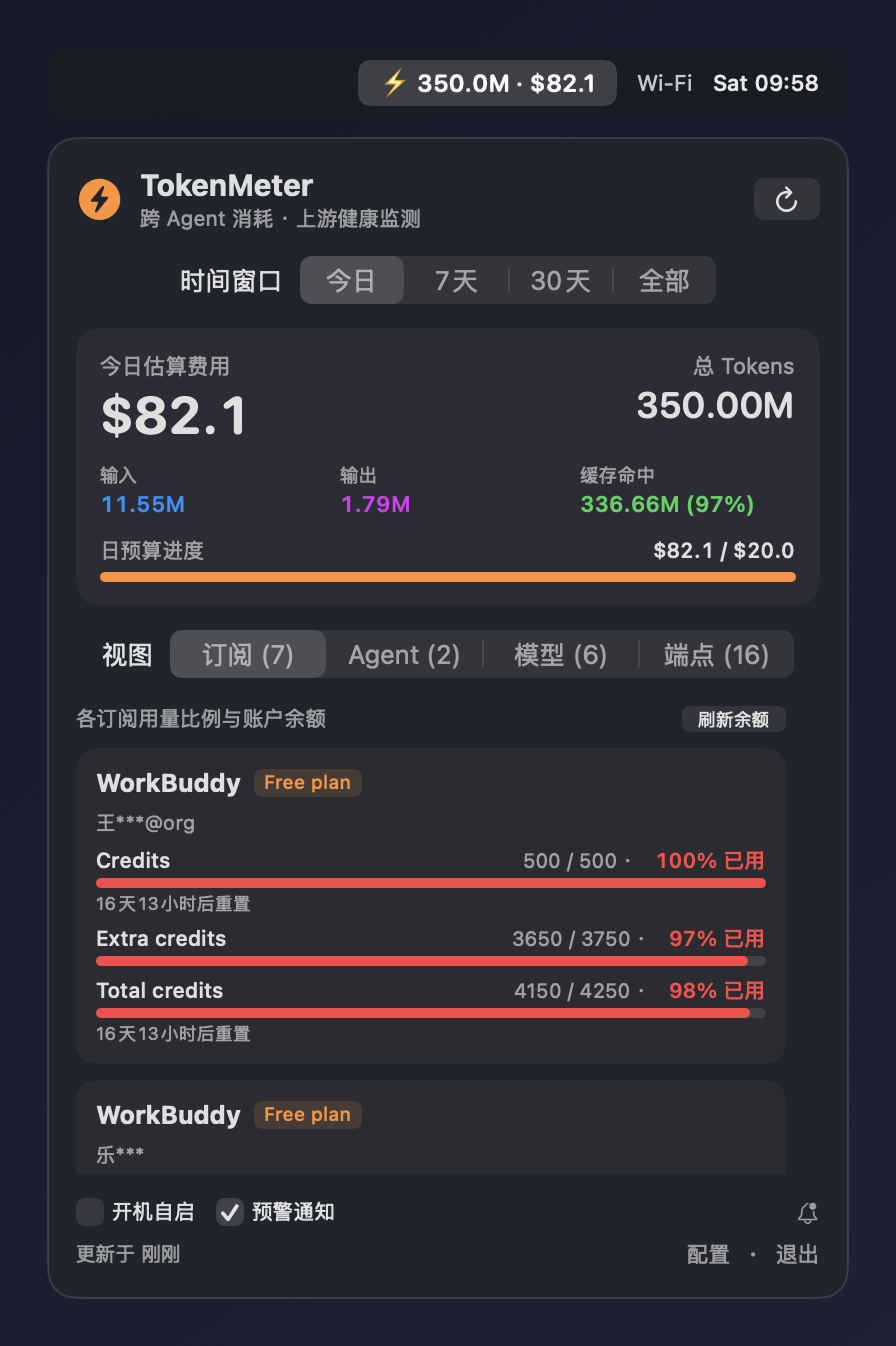 ⚡ 350.0M · $82.1 Wi-Fi Sat 09:58
TokenMeter
跨 Agent 消耗 · 上游健康监测
时间窗口 今日 7天 30天 全部
今日估算费用 总 Tokens
$82.1 350.00M
输入 输出 缓存命中
11.55M 1.79M 336.66M (97%)
日预算进度 $82.1 / $20.0
视图 订阅 (7) Agent (2) 模型 (6) 端点 (16)
各订阅用量比例与账户余额 刷新余额
WorkBuddy Free plan
王***@org
Credits 500 / 500 · 100% 已用
16天13小时后重置
Extra credits 3650 / 3750 · 97% 已用
Total credits 4150 / 4250 · 98% 已用
16天13小时后重置
WorkBuddy Free plan
乐***
开机自启 预警通知
更新于 刚刚 配置 · 退出